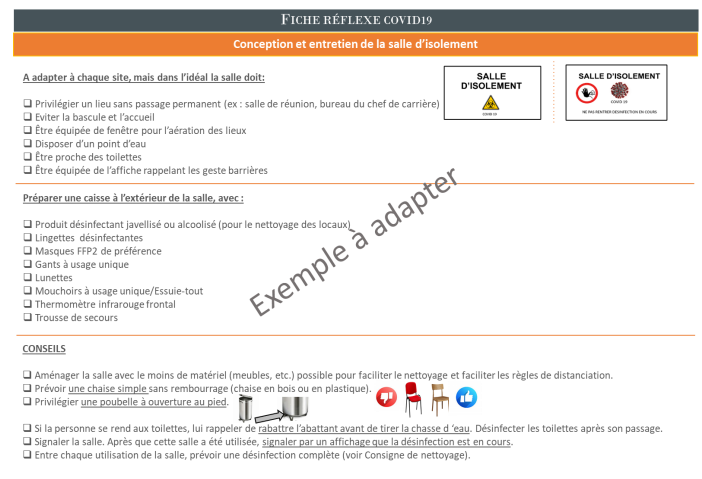 FICHE RÉFLEXE COVID19
Conception et entretien de la salle d'isolement
A adapter à chaque site, mais dans l'idéal la salle doit:
❑ Privilégier un lieu sans passage permanent (ex : salle de réunion, bureau du chef de carrière)
❑ Eviter la bascule et l'accueil
❑ Être équipée de fenêtre pour l'aération des lieux
❑ Disposer d'un point d'eau
❑ Être proche des toilettes
❑ Être équipée de l'affiche rappelant les geste barrières
SALLE
D'ISOLEMENT
COVID 19
SALLE D'ISOLEMENT
COVID 19
NE PAS RENTRER DESINFECTION EN COURS
Préparer une caisse à l'extérieur de la salle, avec :
❑ Produit désinfectant javellisé ou alcoolisé (pour le nettoyage des locaux)
❑ Lingettes désinfectantes
❑ Masques FFP2 de préférence
❑ Gants à usage unique
❑ Lunettes
❑ Mouchoirs à usage unique/Essuie-tout
❑ Thermomètre infrarouge frontal
❑ Trousse de secours
Exemple à adapter
CONSEILS
❑ Aménager la salle avec le moins de matériel (meubles, etc.) possible pour faciliter le nettoyage et faciliter les règles de distanciation.
❑ Prévoir une chaise simple sans rembourrage (chaise en bois ou en plastique).
❑ Privilégier une poubelle à ouverture au pied.
❑ Si la personne se rend aux toilettes, lui rappeler de rabattre l'abattant avant de tirer la chasse d 'eau. Désinfecter les toilettes après son passage.
❑ Signaler la salle. Après que cette salle a été utilisée, signaler par un affichage que la désinfection est en cours.
❑ Entre chaque utilisation de la salle, prévoir une désinfection complète (voir Consigne de nettoyage).